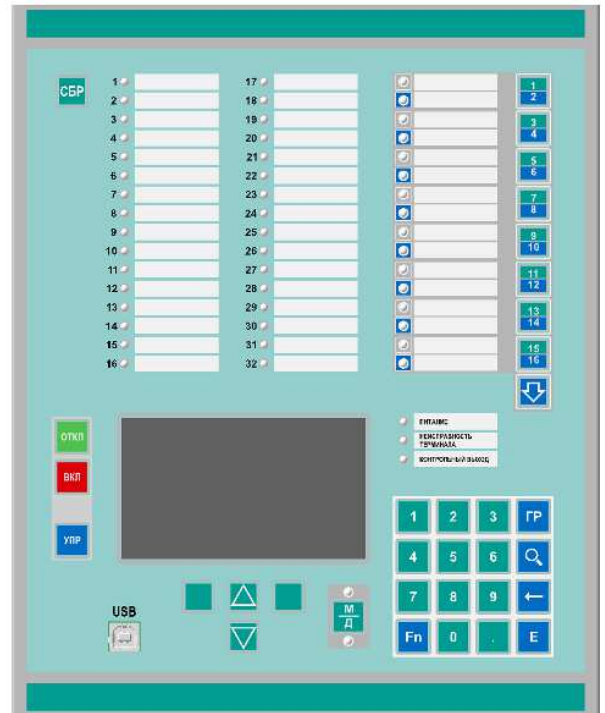 СБР
1 17
2 18
3 19
4 20
5 21
6 22
7 23
8 24
9 25
10 26
11 27
12 28
13 29
14 30
15 31
16 32
1
2
3
4
5
6
7
8
9
10
11
12
13
14
15
16
ПИТАНИЕ
НЕИСПРАВНОСТЬ
ТЕРМИНАЛА
КОНТРОЛЬНЫЙ ВЫХОД
ОТКЛ
ВКЛ
УПР
USB
М
Д
1 2 3 ГР
4 5 6
7 8 9
Fn 0 . E